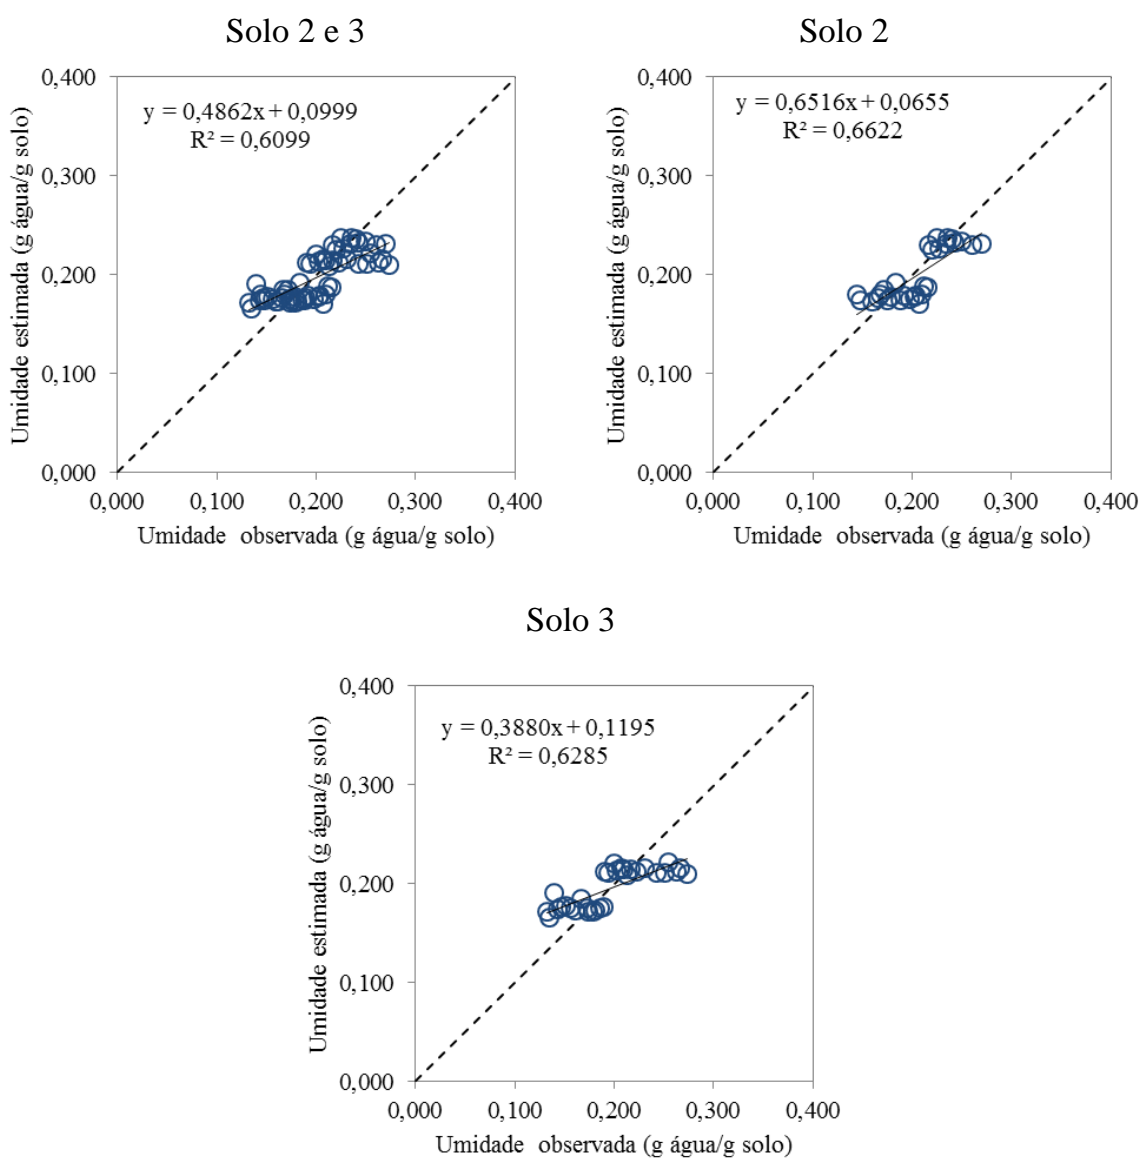 Solo 2 e 3
0,400
y = 0,4862x + 0,0999
R² = 0,6099
0,300
0,200
0,100
0,000
0,000 0,100 0,200 0,300 0,400
Umidade estimada (g água/g solo)
Umidade observada (g água/g solo)
Solo 2
0,400
y = 0,6516x + 0,0655
R² = 0,6622
0,300
0,200
0,100
0,000
0,000 0,100 0,200 0,300 0,400
Umidade estimada (g água/g solo)
Umidade observada (g água/g solo)
Solo 3
0,400
y = 0,3880x + 0,1195
R² = 0,6285
0,300
0,200
0,100
0,000
0,000 0,100 0,200 0,300 0,400
Umidade estimada (g água/g solo)
Umidade observada (g água/g solo)